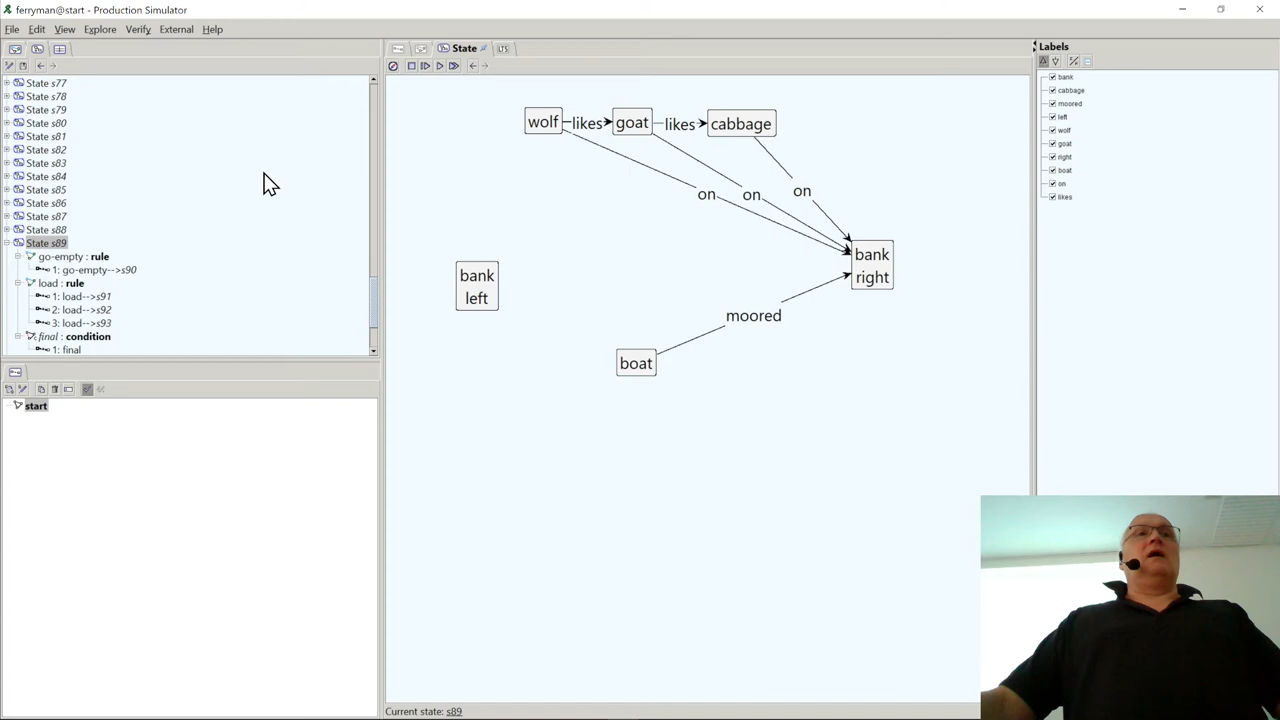 ferryman@start - Production Simulator
File Edit View Explore Verify External Help
State s77
State s78
State s79
State s80
State s81
State s82
State s83
State s84
State s85
State s86
State s87
State s88
State s89
go-empty : rule
1: go-empty-->s90
load : rule
1: load-->s91
2: load-->s92
3: load-->s93
final : condition
1: final
start
State
LTS
wolf likes goat likes cabbage
on on on
bank
right
bank
left
moored
boat
Current state: s89
Labels
bank
cabbage
moored
left
wolf
goat
right
boat
on
likes